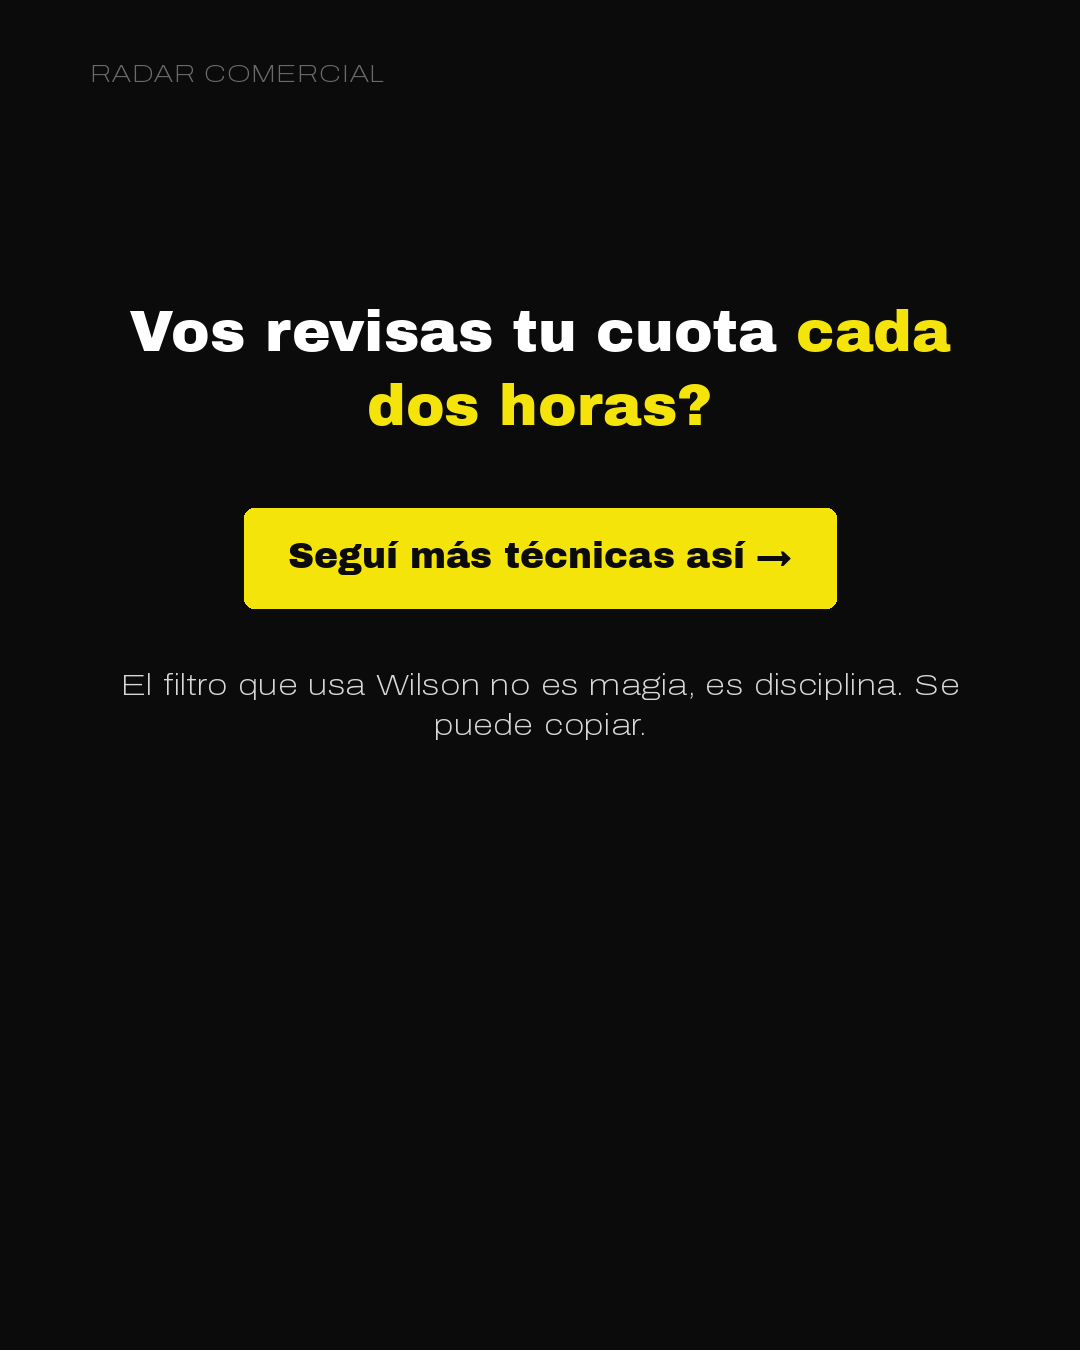 RADAR COMERCIAL
Vos revisas tu cuota cada
dos horas?
Seguí más técnicas así →
El filtro que usa Wilson no es magia, es disciplina. Se
puede copiar.